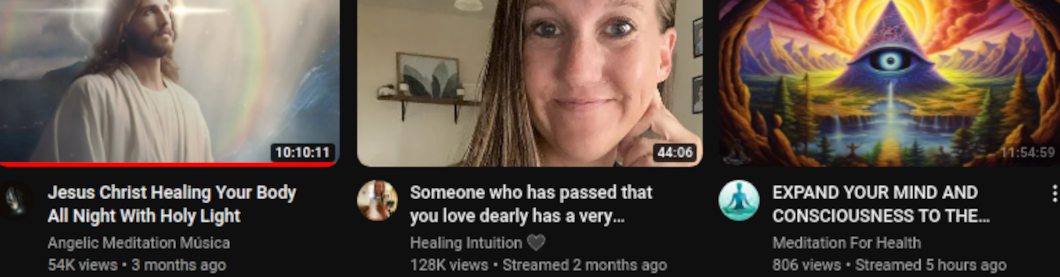 10:10:11
44:06
11:54:59
Jesus Christ Healing Your Body
All Night With Holy Light
Angelic Meditation Música
54K views • 3 months ago
Someone who has passed that
you love dearly has a very...
Healing Intuition 🖤
128K views • Streamed 2 months ago
EXPAND YOUR MIND AND
CONSCIOUSNESS TO THE...
Meditation For Health
806 views • Streamed 5 hours ago